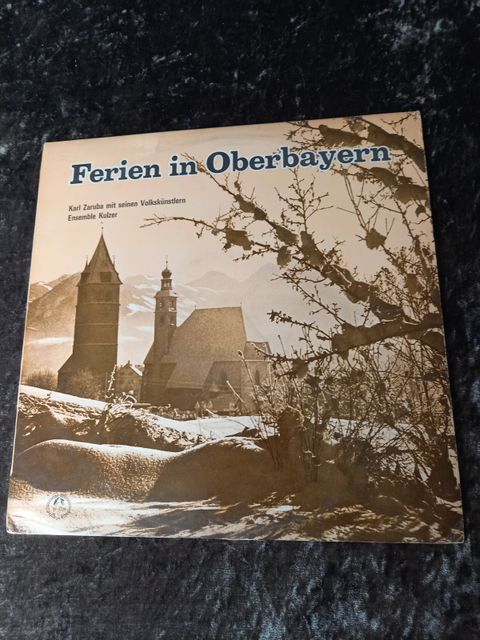 Ferien in Oberbayern
Karl Zaruba mit seinen Volkskünstlern
Ensemble Kulzer